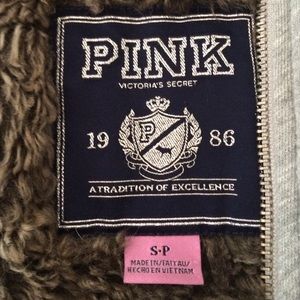 PINK
VICTORIA'S SECRET
19 86
P
A TRADITION OF EXCELLENCE
S·P
MADE IN/FAIT AU/
HECHO EN VIETNAM